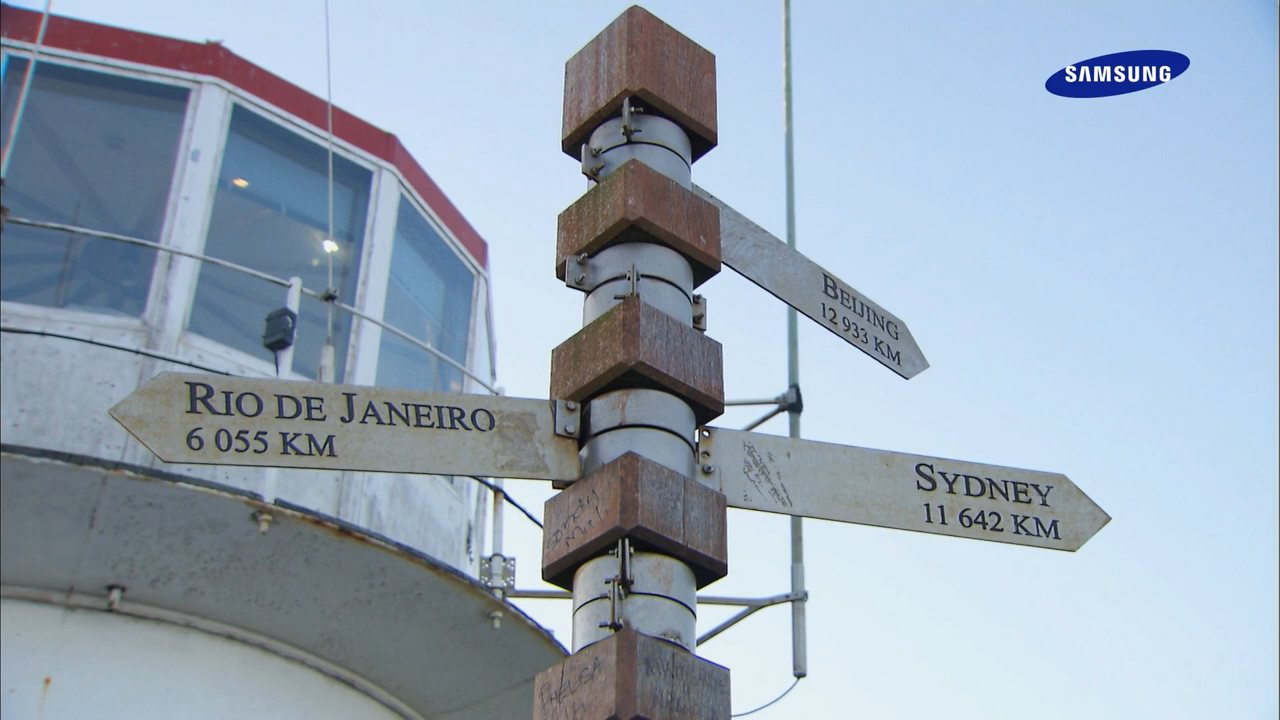 SAMSUNG
BEIJING
12 933 KM
RIO DE JANEIRO
6 055 KM
SYDNEY
11 642 KM